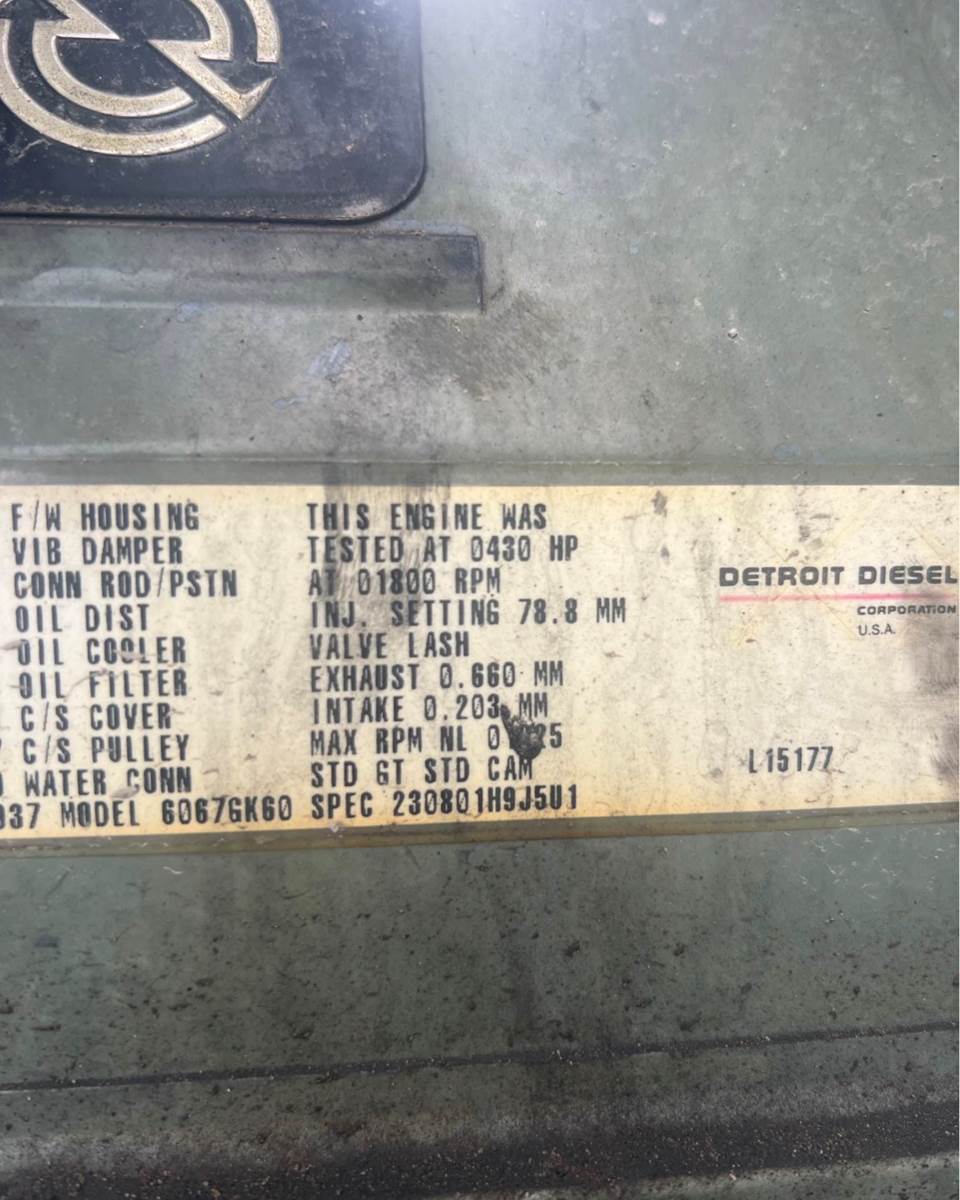 F/W HOUSING THIS ENGINE WAS
VIB DAMPER TESTED AT 0430 HP
CONN ROD/PSTN AT 01800 RPM
OIL DIST INJ. SETTING 78.8 MM
OIL COOLER VALVE LASH
OIL FILTER EXHAUST 0.660 MM
C/S COVER INTAKE 0.203 MM
C/S PULLEY MAX RPM NL
WATER CONN STD GT STD CAM
937 MODEL 6067GK60 SPEC 230801H9J5U1
DETROIT DIESEL
CORPORATION
U.S.A.
L15177